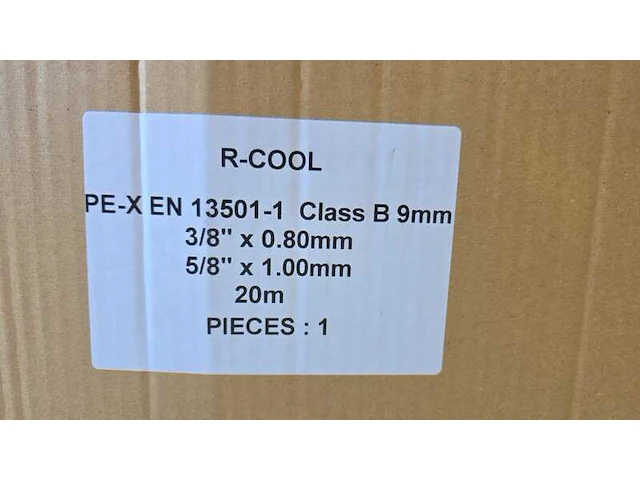 R-COOL
PE-X EN 13501-1 Class B 9mm
3/8" x 0.80mm
5/8" x 1.00mm
20m
PIECES : 1